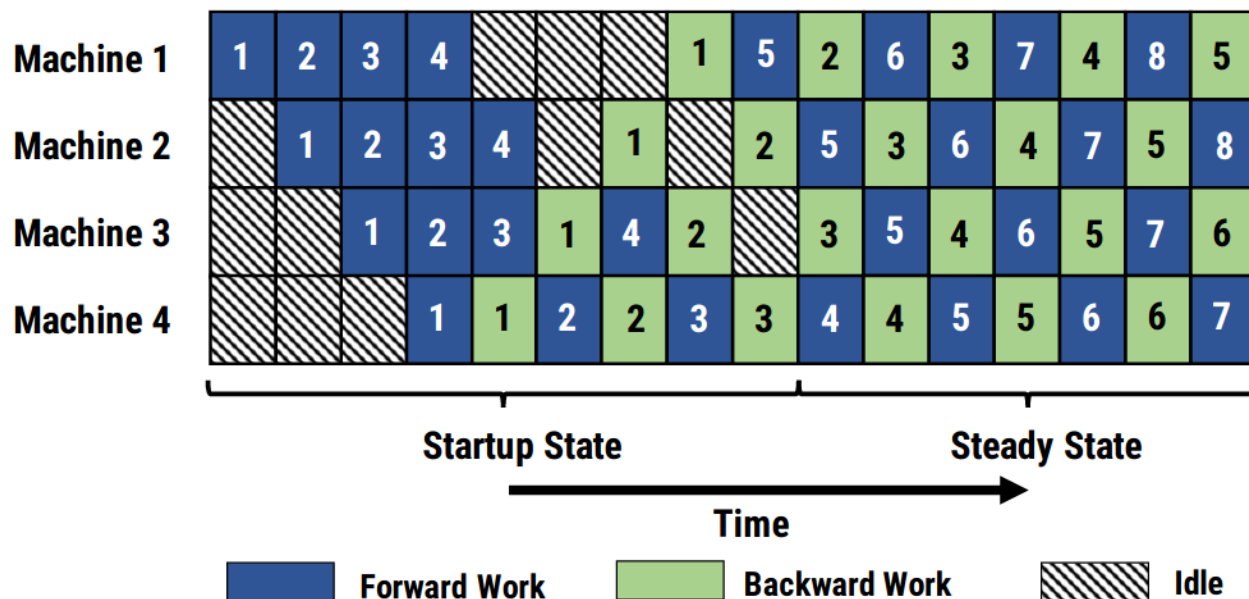 Machine 1 1 2 3 4 1 5 2 6 3 7 4 8 5
Machine 2 1 2 3 4 1 2 5 3 6 4 7 5 8
Machine 3 1 2 3 1 4 2 3 5 4 6 5 7 6
Machine 4 1 1 2 2 3 3 4 4 5 5 6 6 7
Startup State Steady State
Time
Forward Work Backward Work Idle